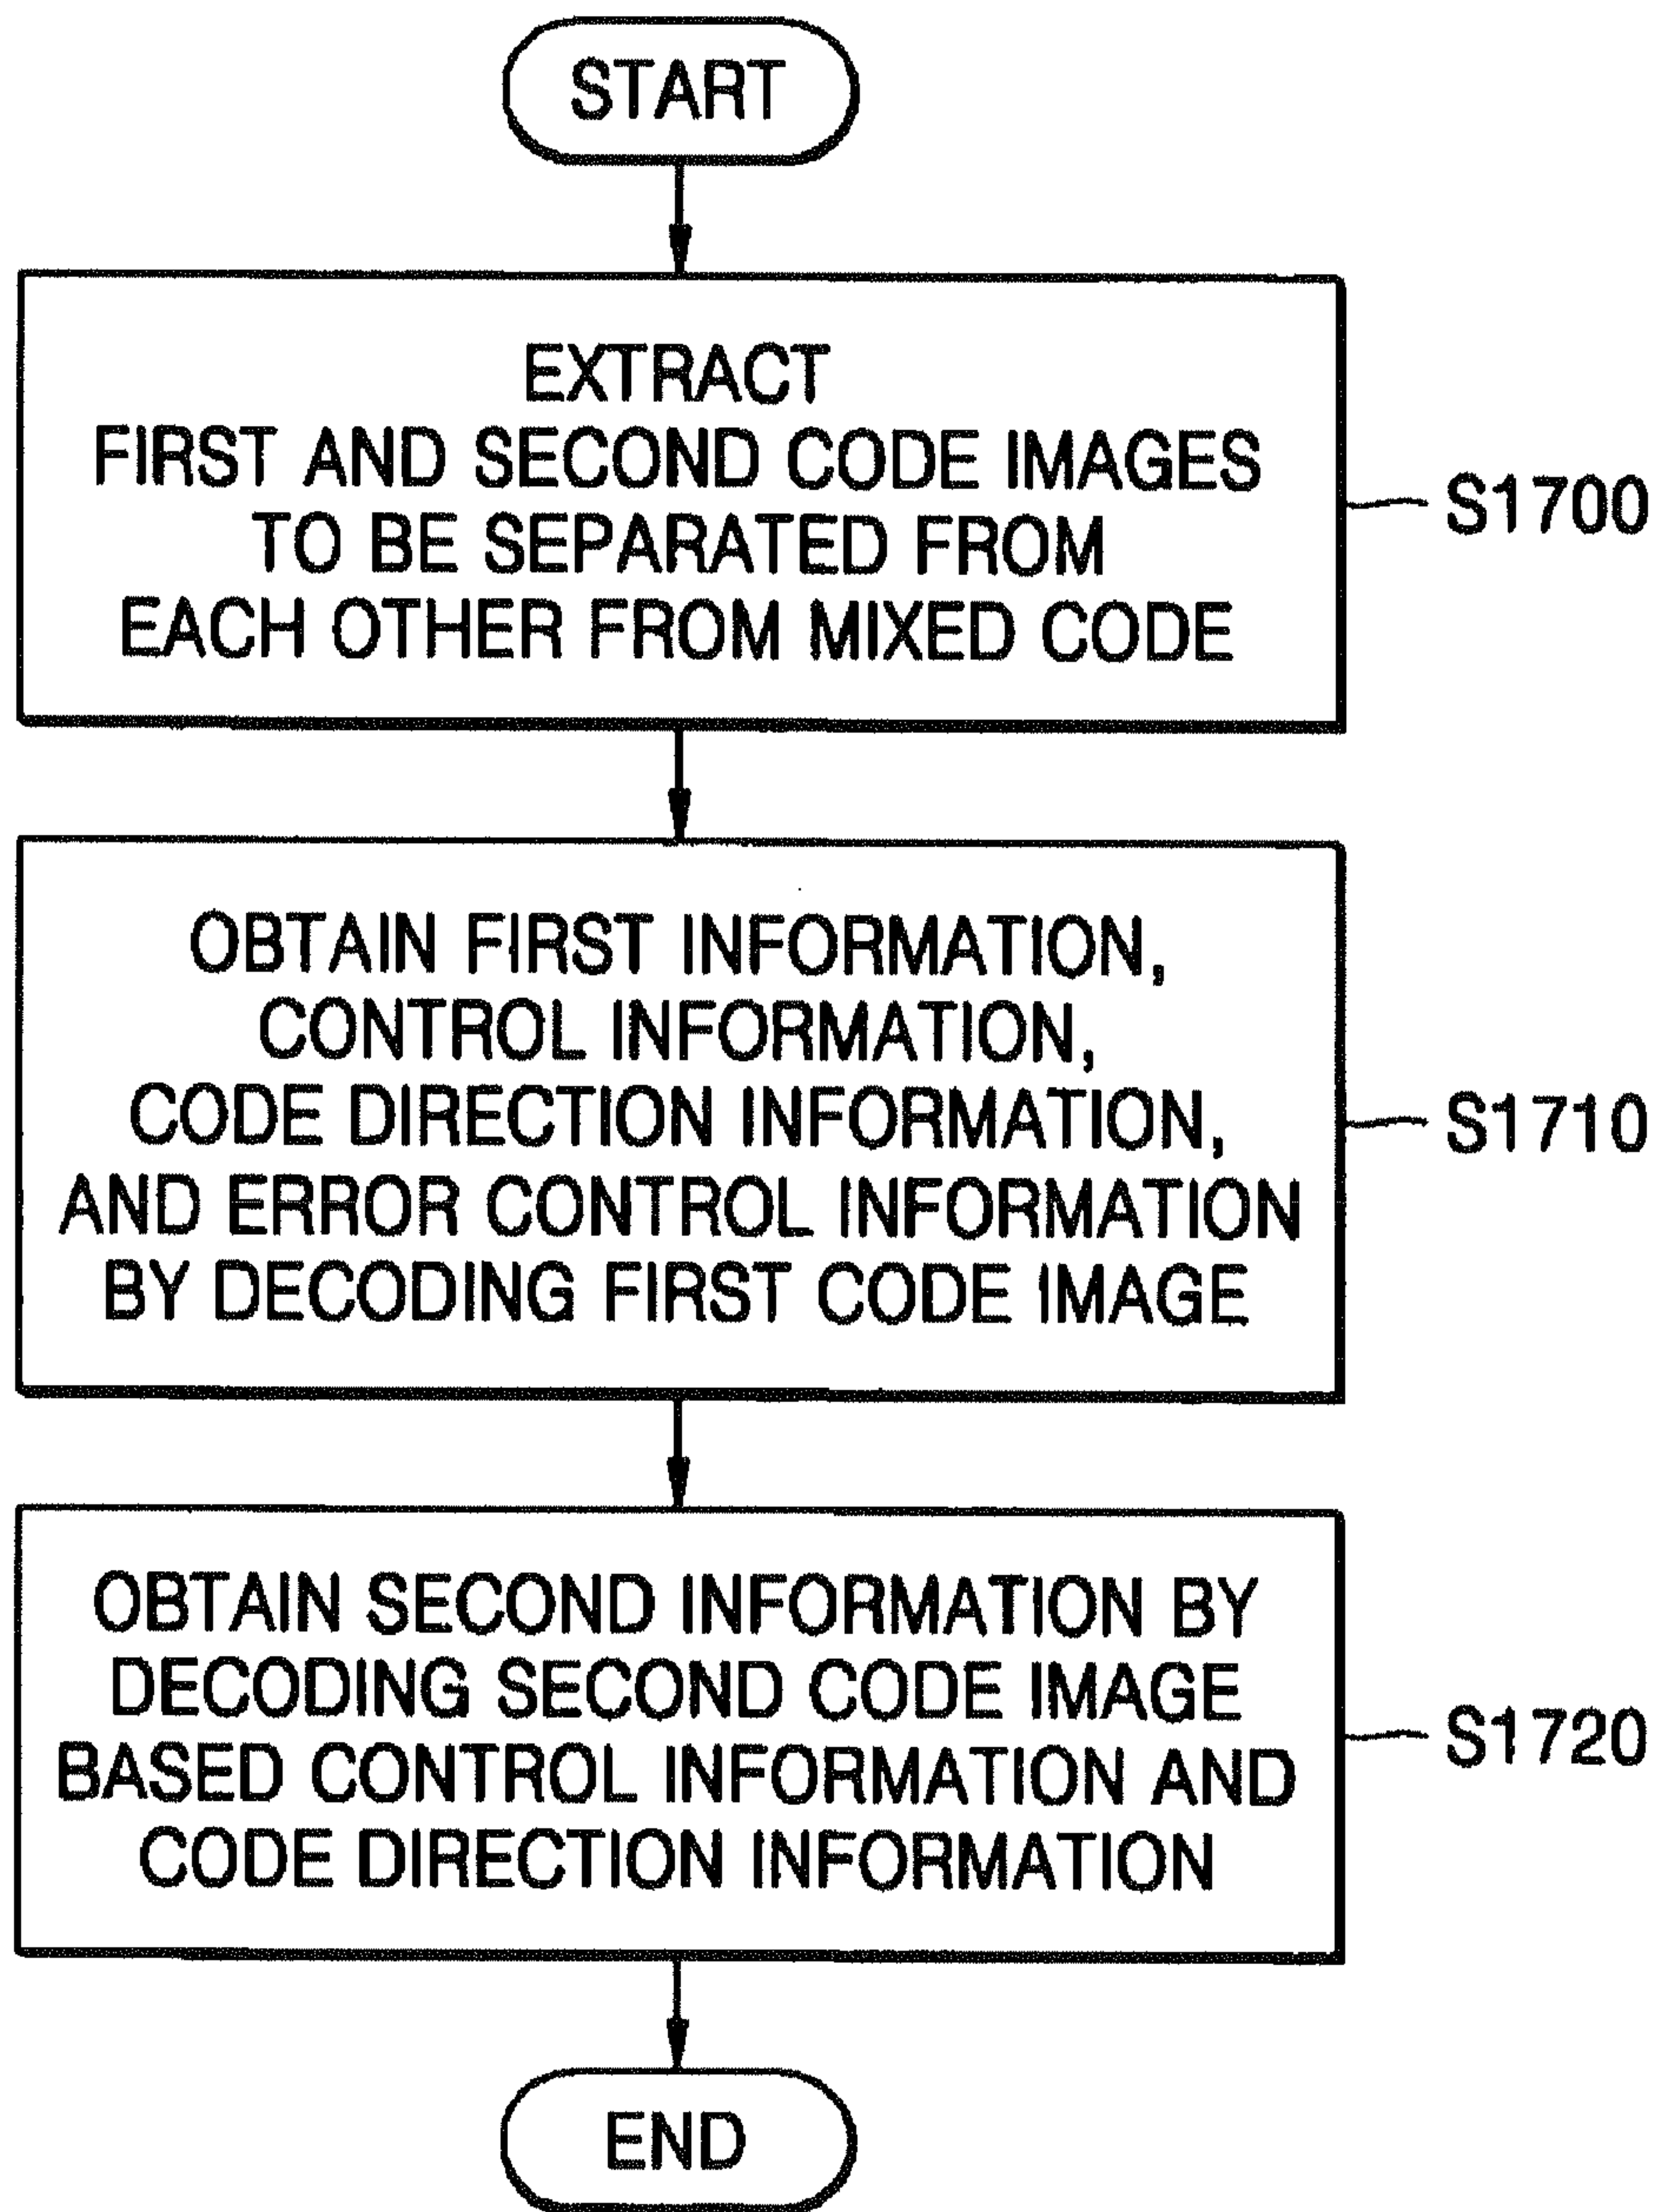 START
EXTRACT
FIRST AND SECOND CODE IMAGES
TO BE SEPARATED FROM
EACH OTHER FROM MIXED CODE
S1700
OBTAIN FIRST INFORMATION,
CONTROL INFORMATION,
CODE DIRECTION INFORMATION,
AND ERROR CONTROL INFORMATION
BY DECODING FIRST CODE IMAGE
S1710
OBTAIN SECOND INFORMATION BY
DECODING SECOND CODE IMAGE
BASED CONTROL INFORMATION AND
CODE DIRECTION INFORMATION
S1720
END